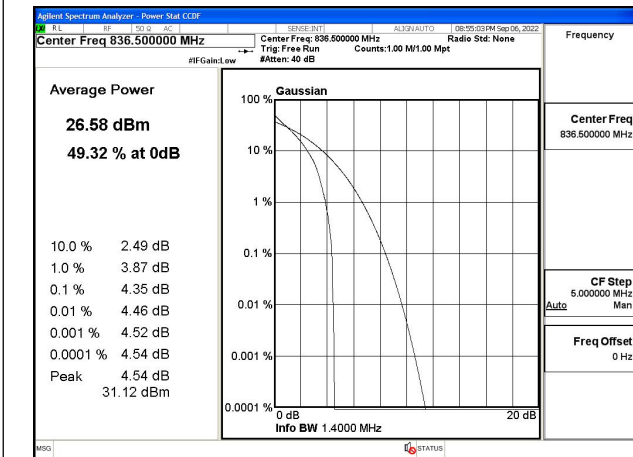 Agilent Spectrum Analyzer - Power Stat CCDF
RL RF 50 Ω AC SENSE:INT ALIGN AUTO 08:55:03 PM Sep 06, 2022
Center Freq 836.500000 MHz
Center Freq: 836.500000 MHz Radio Std: None
Trig: Free Run Counts:1.00 M/1.00 Mpt
#IFGain:Low #Atten: 40 dB
Frequency
Average Power
26.58 dBm
49.32 % at 0dB
10.0 % 2.49 dB
1.0 % 3.87 dB
0.1 % 4.35 dB
0.01 % 4.46 dB
0.001 % 4.52 dB
0.0001 % 4.54 dB
Peak 4.54 dB
31.12 dBm
Gaussian
100 %
10 %
1 %
0.1 %
0.01 %
0.001 %
0.0001 %
0 dB 20 dB
Info BW 1.4000 MHz
Center Freq
836.500000 MHz
CF Step
5.000000 MHz
Auto Man
Freq Offset
0 Hz
MSG STATUS